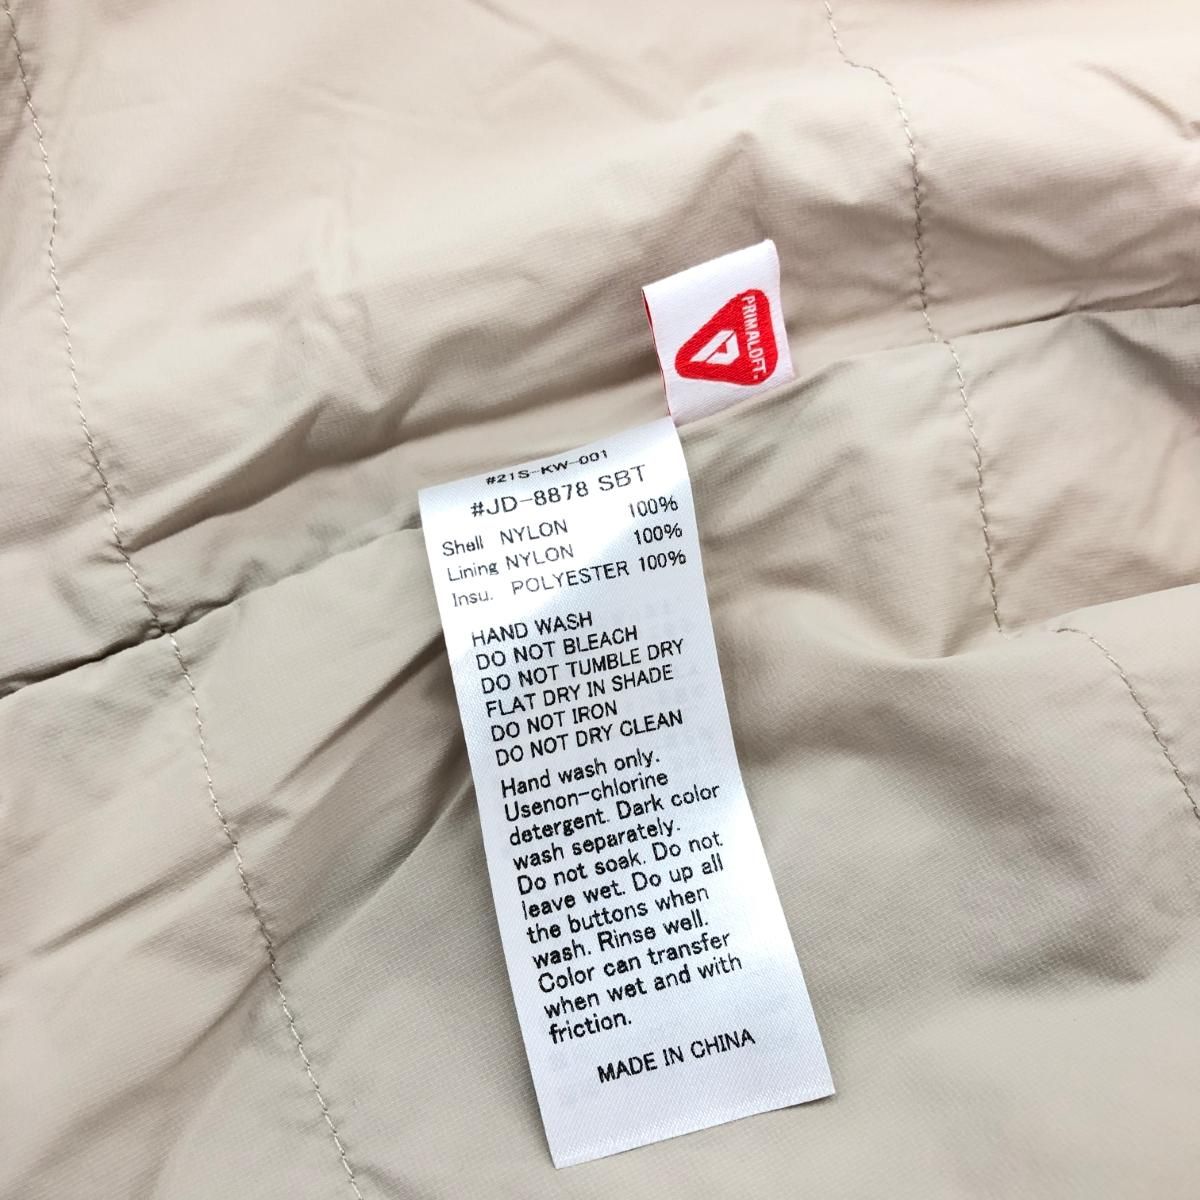 PRIMALOFT
#21S-KW-001
#JD-8878 SBT
Shell NYLON 100%
Lining NYLON 100%
Insu. POLYESTER 100%
HAND WASH
DO NOT BLEACH
DO NOT TUMBLE DRY
FLAT DRY IN SHADE
DO NOT IRON
DO NOT DRY CLEAN
Hand wash only.
Usenon-chlorine
detergent. Dark color
wash separately.
Do not soak. Do not
leave wet. Do up all
the buttons when
wash. Rinse well.
Color can transfer
when wet and with
friction.
MADE IN CHINA